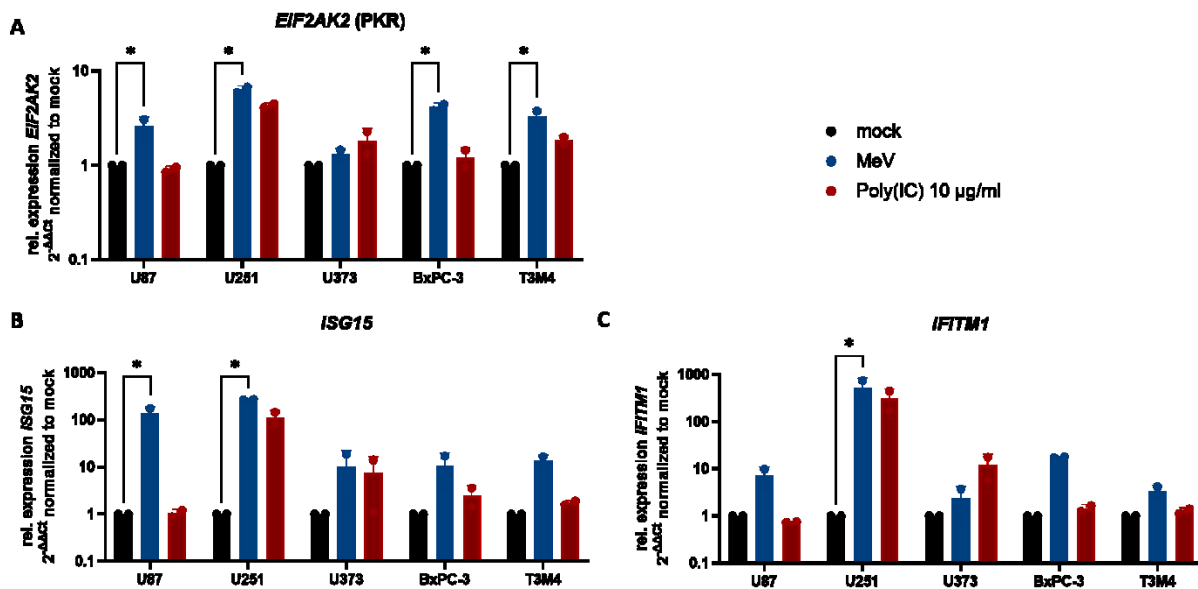 A
EIF2AK2 (PKR)
rel. expression EIF2AK2
2-ΔΔCt normalized to mock
10
1
0.1
*
*
*
*
U87
U251
U373
BxPC-3
T3M4
mock
MeV
Poly(IC) 10 µg/ml
B
ISG15
rel. expression ISG15
2-ΔΔCt normalized to mock
1000
100
10
1
0.1
*
*
U87
U251
U373
BxPC-3
T3M4
C
IFITM1
rel. expression IFITM1
2-ΔΔCt normalized to mock
1000
100
10
1
0.1
*
U87
U251
U373
BxPC-3
T3M4